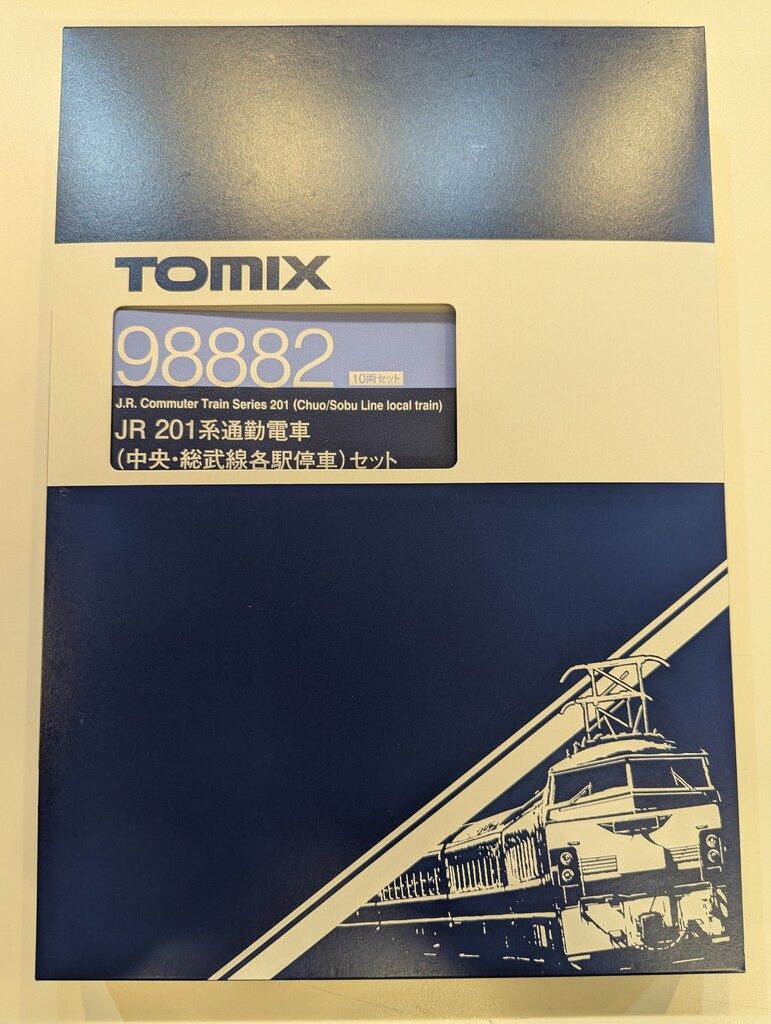 TOMIX
98882 10両セット
J.R. Commuter Train Series 201 (Chuo/Sobu Line local train)
JR 201系通勤電車
(中央・総武線各駅停車)セット